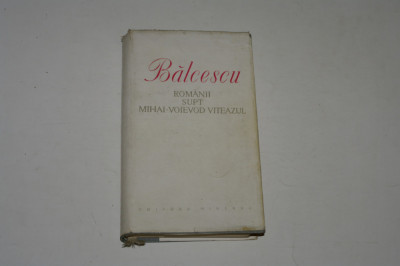 Bălcescu
ROMÂNII
SUPT
MIHAI-VOIEVOD VITEAZUL